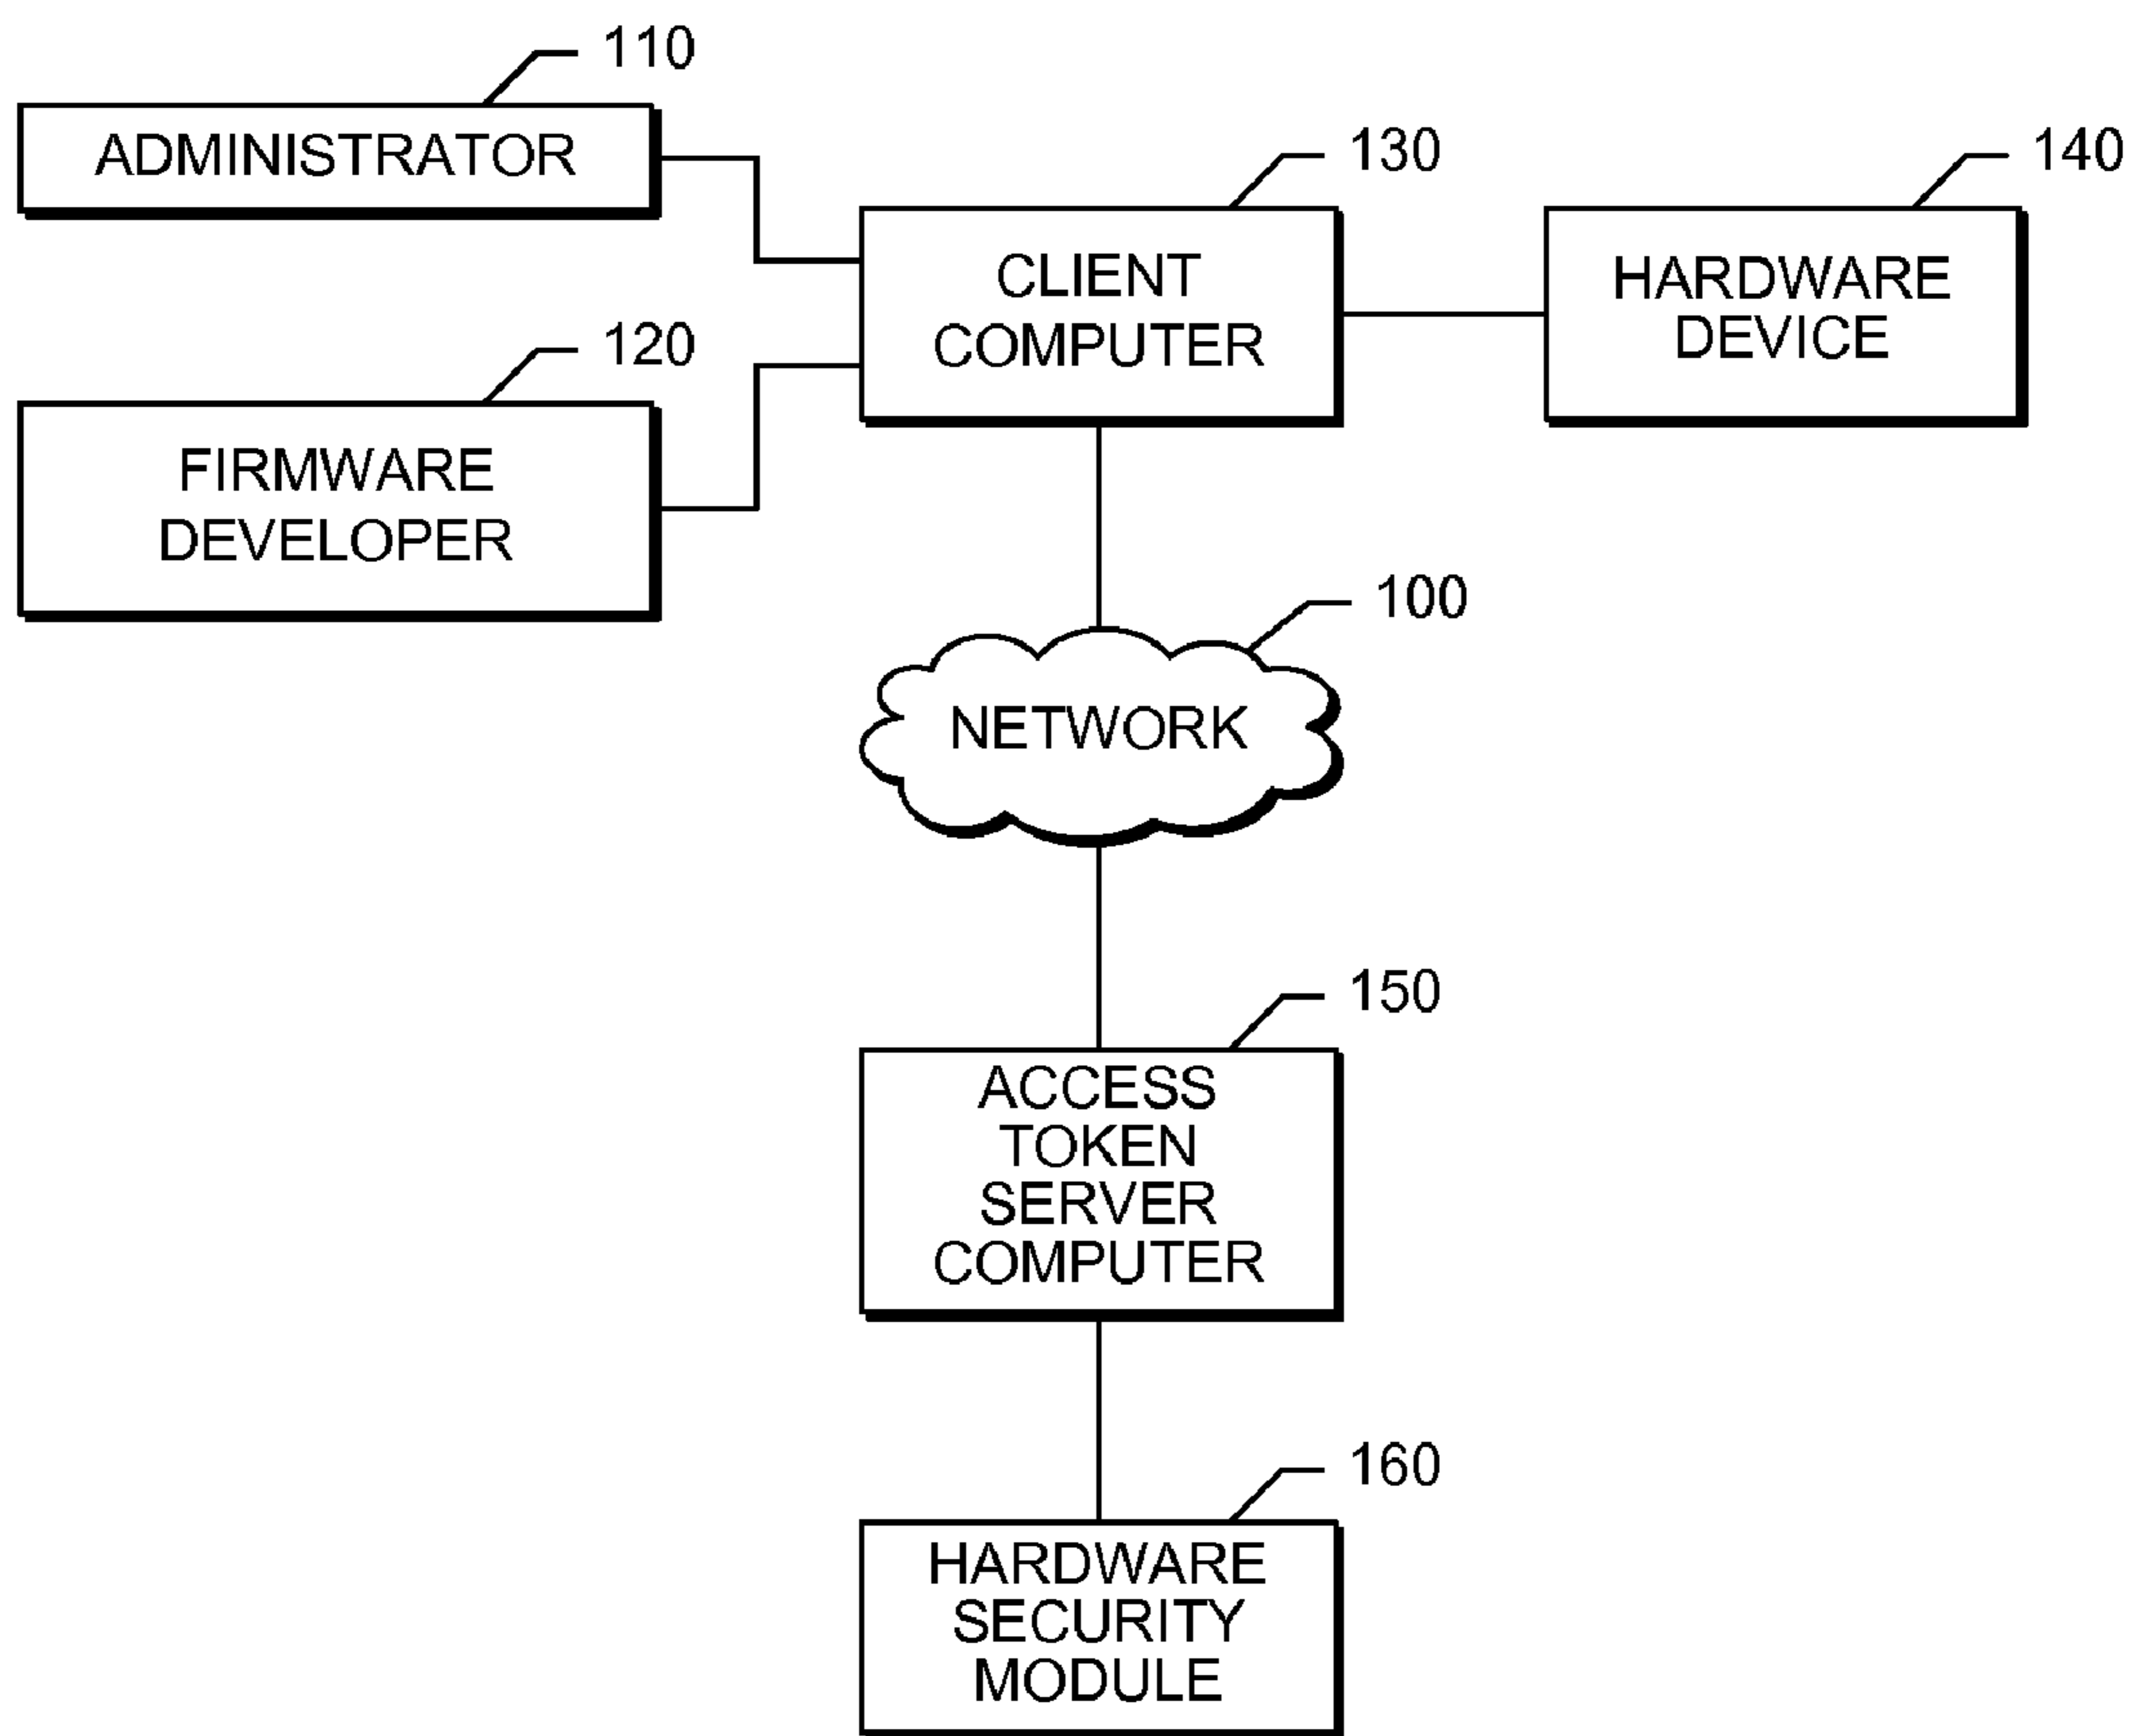 110
ADMINISTRATOR
130
CLIENT
COMPUTER
140
HARDWARE
DEVICE
120
FIRMWARE
DEVELOPER
100
NETWORK
150
ACCESS
TOKEN
SERVER
COMPUTER
160
HARDWARE
SECURITY
MODULE